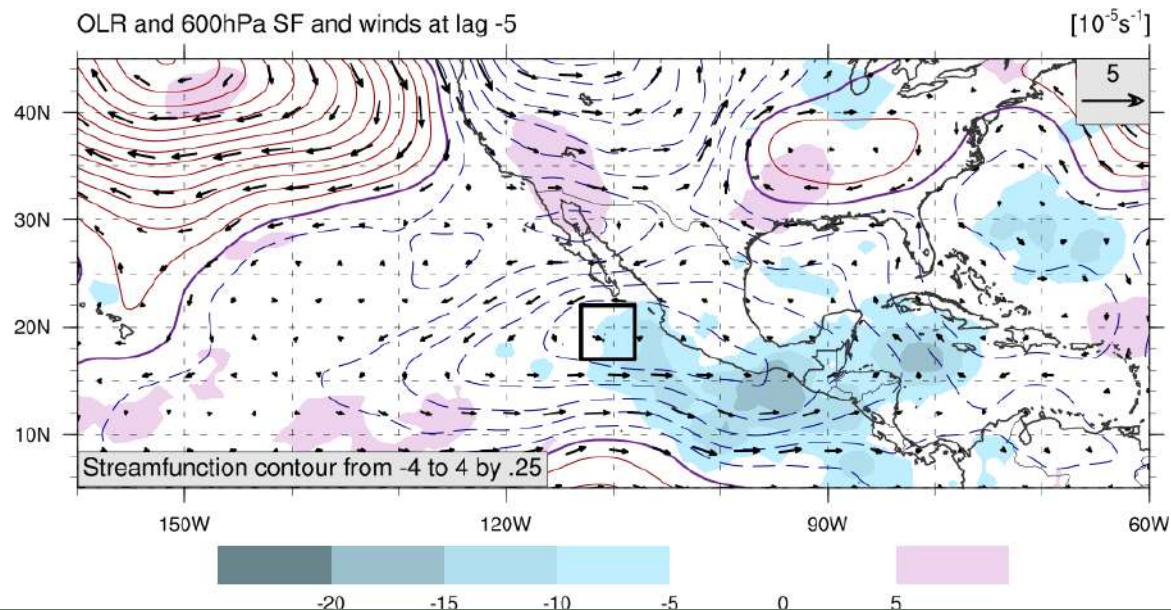 OLR and 600hPa SF and winds at lag -5
[10⁻⁵s⁻¹]
5
40N
30N
20N
10N
Streamfunction contour from -4 to 4 by .25
150W 120W 90W 60W
-20 -15 -10 -5 0 5